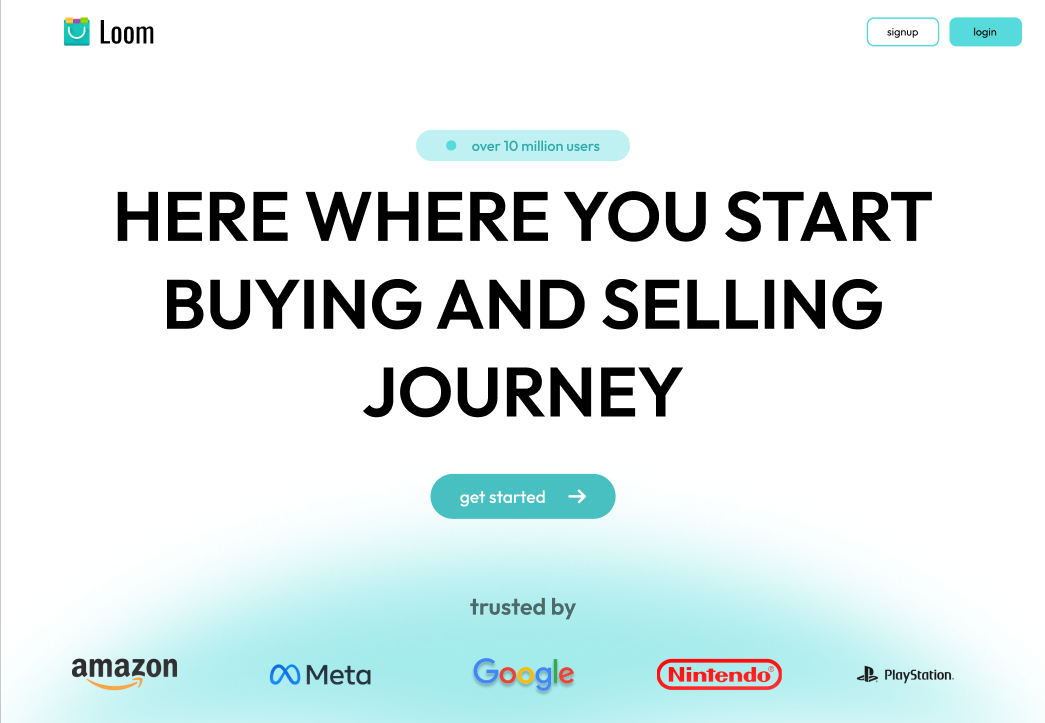 Loom
signup
login
over 10 million users
HERE WHERE YOU START
BUYING AND SELLING
JOURNEY
get started
trusted by
amazon
Meta
Google
Nintendo®
PlayStation.